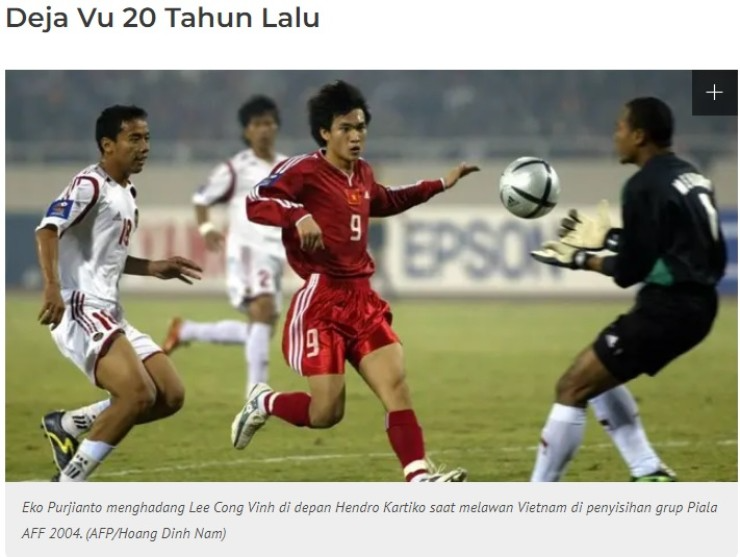 Deja Vu 20 Tahun Lalu
18
9
9
2
EPSON
Eko Purjianto menghadang Lee Cong Vinh di depan Hendro Kartiko saat melawan Vietnam di penyisihan grup Piala
AFF 2004. (AFP/Hoang Dinh Nam)